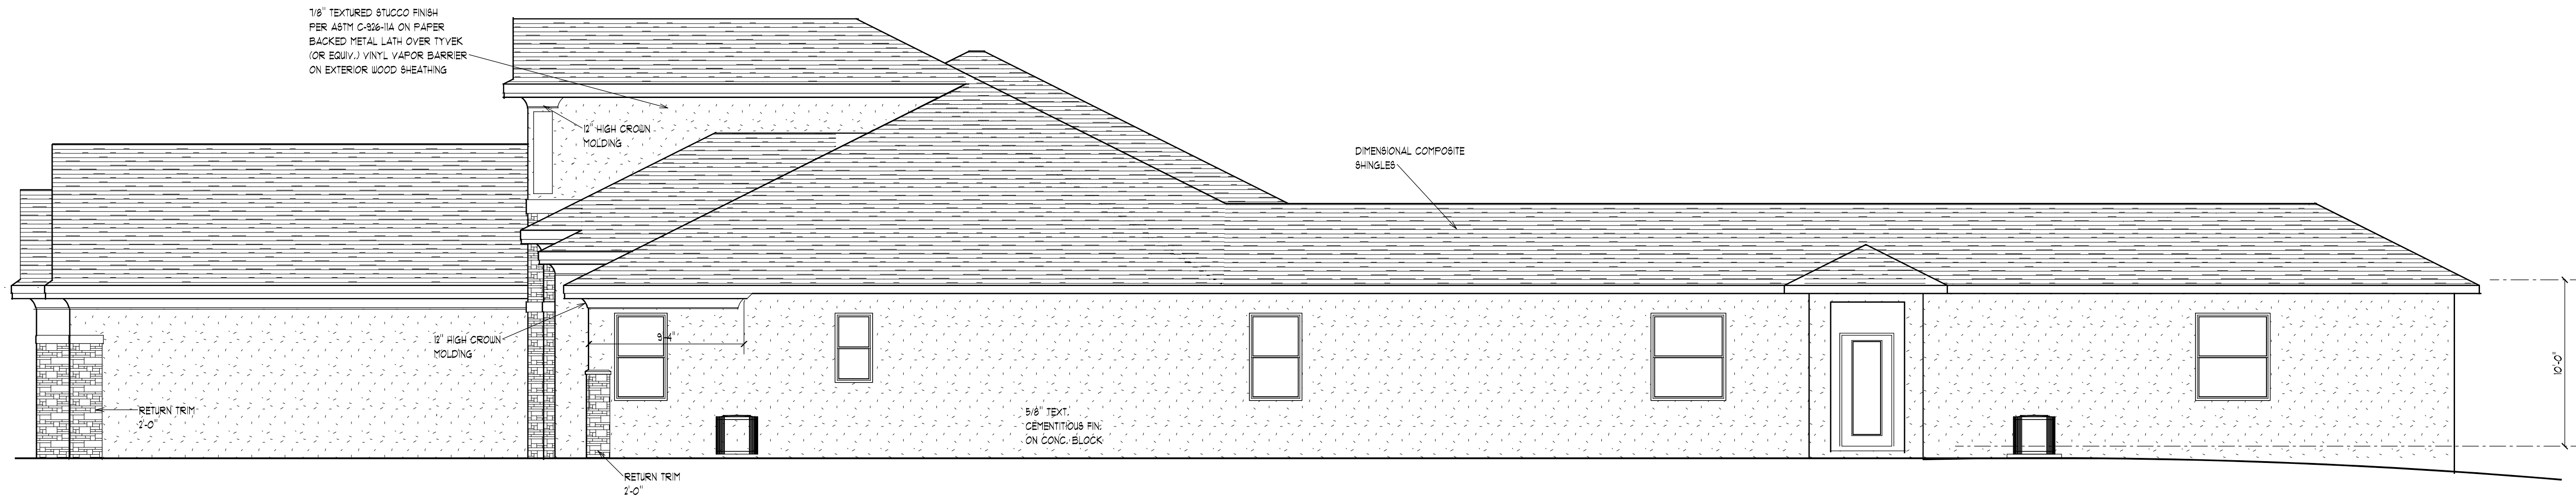 7/8" TEXTURED STUCCO FINISH
PER ASTM C-926-11A ON PAPER
BACKED METAL LATH OVER TYVEK
(OR EQUIV.) VINYL VAPOR BARRIER
ON EXTERIOR WOOD SHEATHING
12" HIGH CROWN
MOLDING
DIMENSIONAL COMPOSITE
SHINGLES
12" HIGH CROWN
MOLDING
9'-4"
10'-0"
RETURN TRIM
2'-0"
5/8" TEXT.
CEMENTITIOUS FIN.
ON CONC. BLOCK
RETURN TRIM
2'-0"